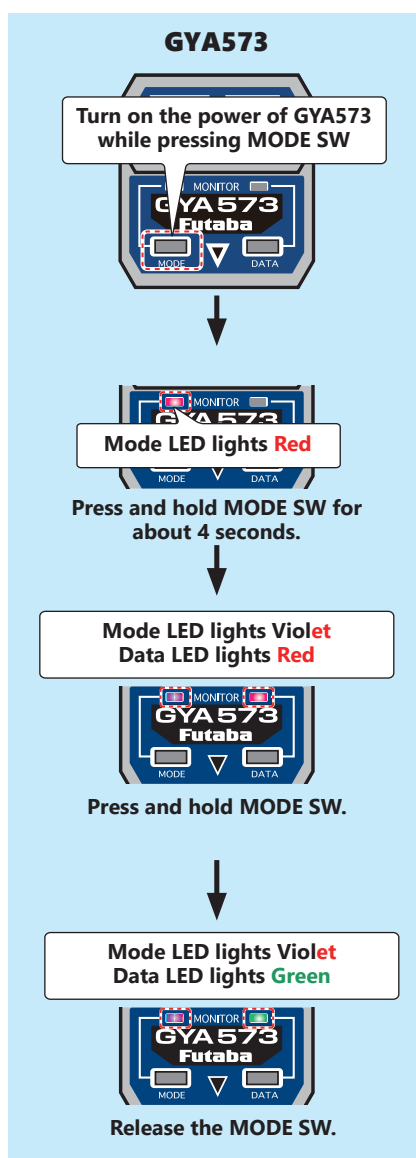 GYA573
Turn on the power of GYA573
while pressing MODE SW
MONITOR
GYA573
Futaba
MODE
DATA
MONITOR
GYA573
Mode LED lights Red
MODE
DATA
Press and hold MODE SW for
about 4 seconds.
Mode LED lights Violet
Data LED lights Red
MONITOR
GYA573
Futaba
MODE
DATA
Press and hold MODE SW.
Mode LED lights Violet
Data LED lights Green
MONITOR
GYA573
Futaba
MODE
DATA
Release the MODE SW.